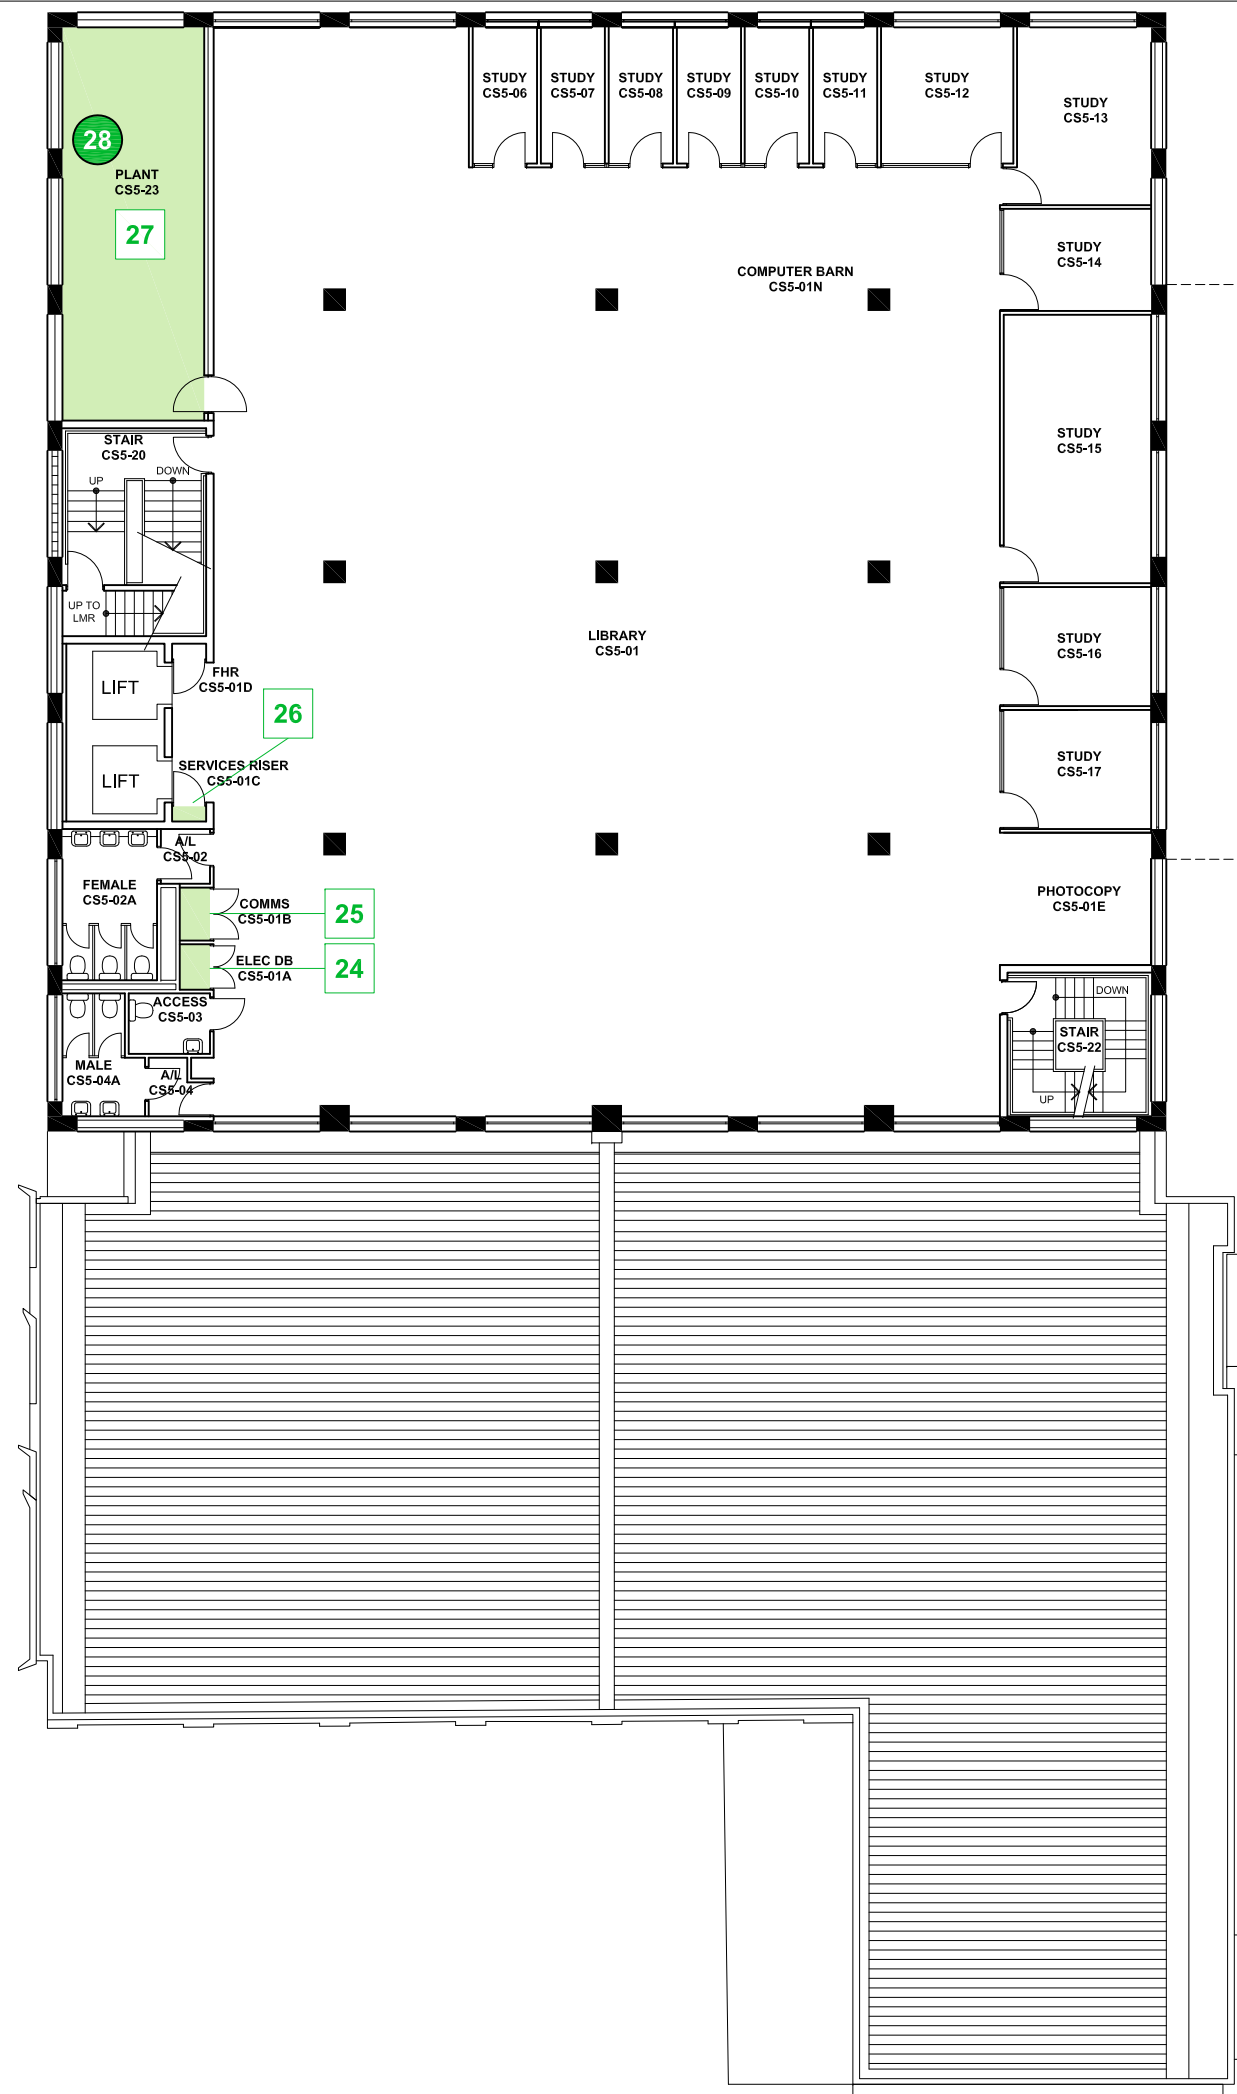 STUDY
CS5-06
STUDY
CS5-07
STUDY
CS5-08
STUDY
CS5-09
STUDY
CS5-10
STUDY
CS5-11
STUDY
CS5-12
STUDY
CS5-13
28
PLANT
CS5-23
27
STUDY
CS5-14
COMPUTER BARN
CS5-01N
STAIR
CS5-20
UP
DOWN
STUDY
CS5-15
UP TO
LMR
LIBRARY
CS5-01
STUDY
CS5-16
LIFT
FHR
CS5-01D
26
LIFT
SERVICES RISER
CS5-01C
STUDY
CS5-17
A/L
CS5-02
FEMALE
CS5-02A
COMMS
CS5-01B
25
PHOTOCOPY
CS5-01E
ELEC DB
CS5-01A
24
ACCESS
CS5-03
DOWN
STAIR
CS5-22
UP
MALE
CS5-04A
A/L
CS5-04